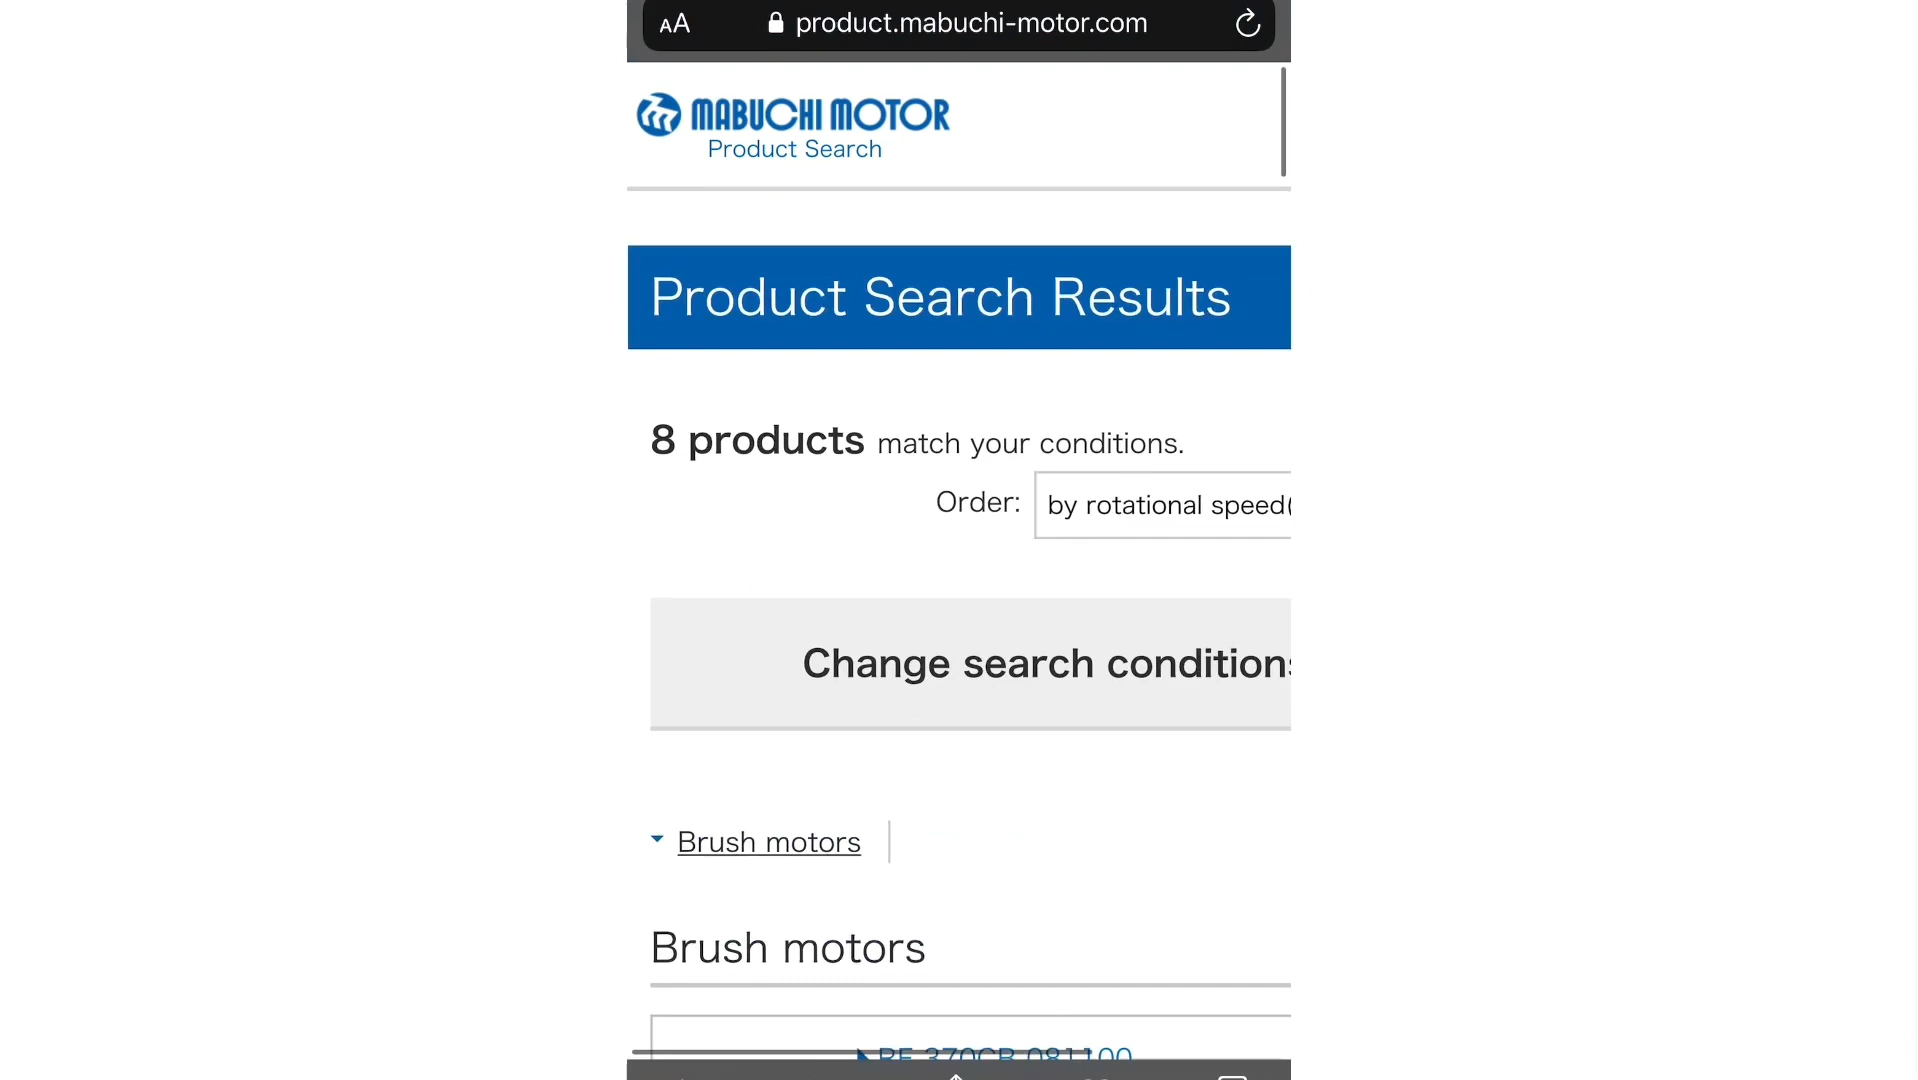 AA product.mabuchi-motor.com
MABUCHI MOTOR
Product Search
Product Search Results
8 products match your conditions.
Order: by rotational speed(
Change search conditions
Brush motors
Brush motors